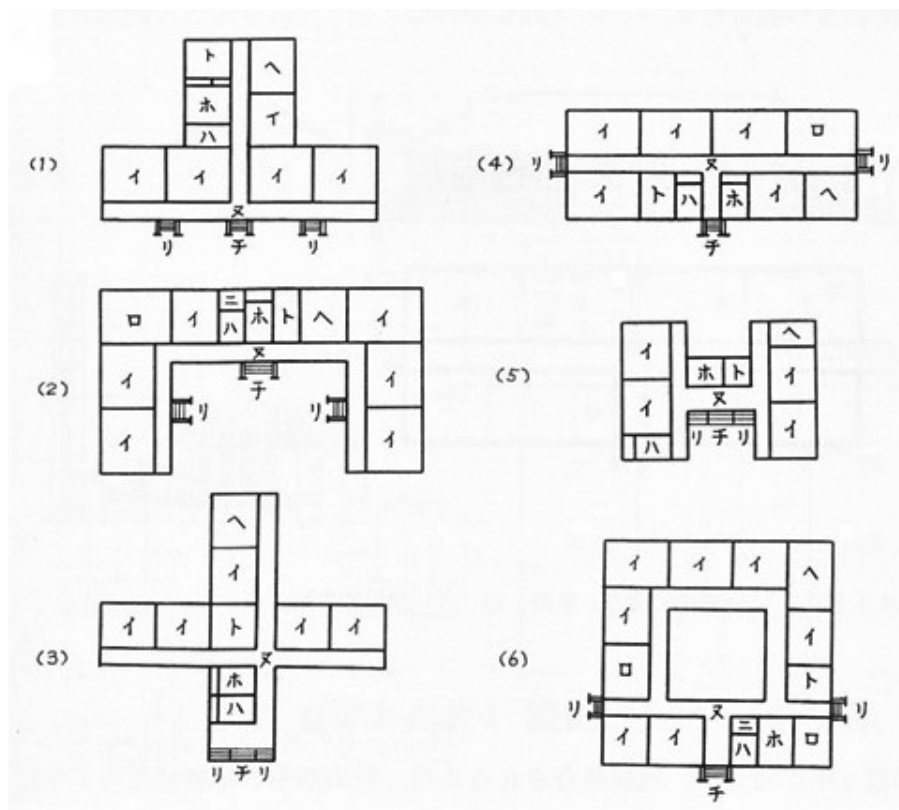 (1)
ト ヘ
ホ イ
ハ
イ イ イ イ
ヌ
リ チ リ
(2)
ニ
ロ イ ハ ホ ト ヘ イ
ヌ
イ チ イ
リ リ
イ イ
(3)
ヘ
イ
イ イ ト イ イ
ヌ
ホ
ハ
リ チ リ
(4)
イ イ イ ロ
リ ヌ リ
イ ト ハ ホ イ ヘ
チ
(5)
ヘ
イ ホ ト イ
イ ヌ イ
リ チ リ
ハ
(6)
イ イ イ ヘ
イ イ
ロ ト
リ ヌ リ
ニ
イ イ ハ ホ ロ
チ